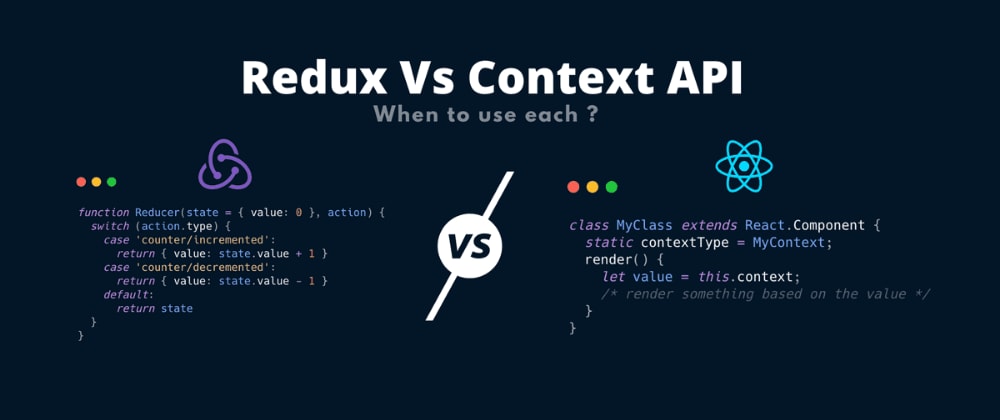 Redux Vs Context API
When to use each ?
function Reducer(state = { value: 0 }, action) {
  switch (action.type) {
    case 'counter/incremented':
      return { value: state.value + 1 }
    case 'counter/decremented':
      return { value: state.value - 1 }
    default:
      return state
  }
}
VS
class MyClass extends React.Component {
  static contextType = MyContext;
  render() {
    let value = this.context;
    /* render something based on the value */
  }
}